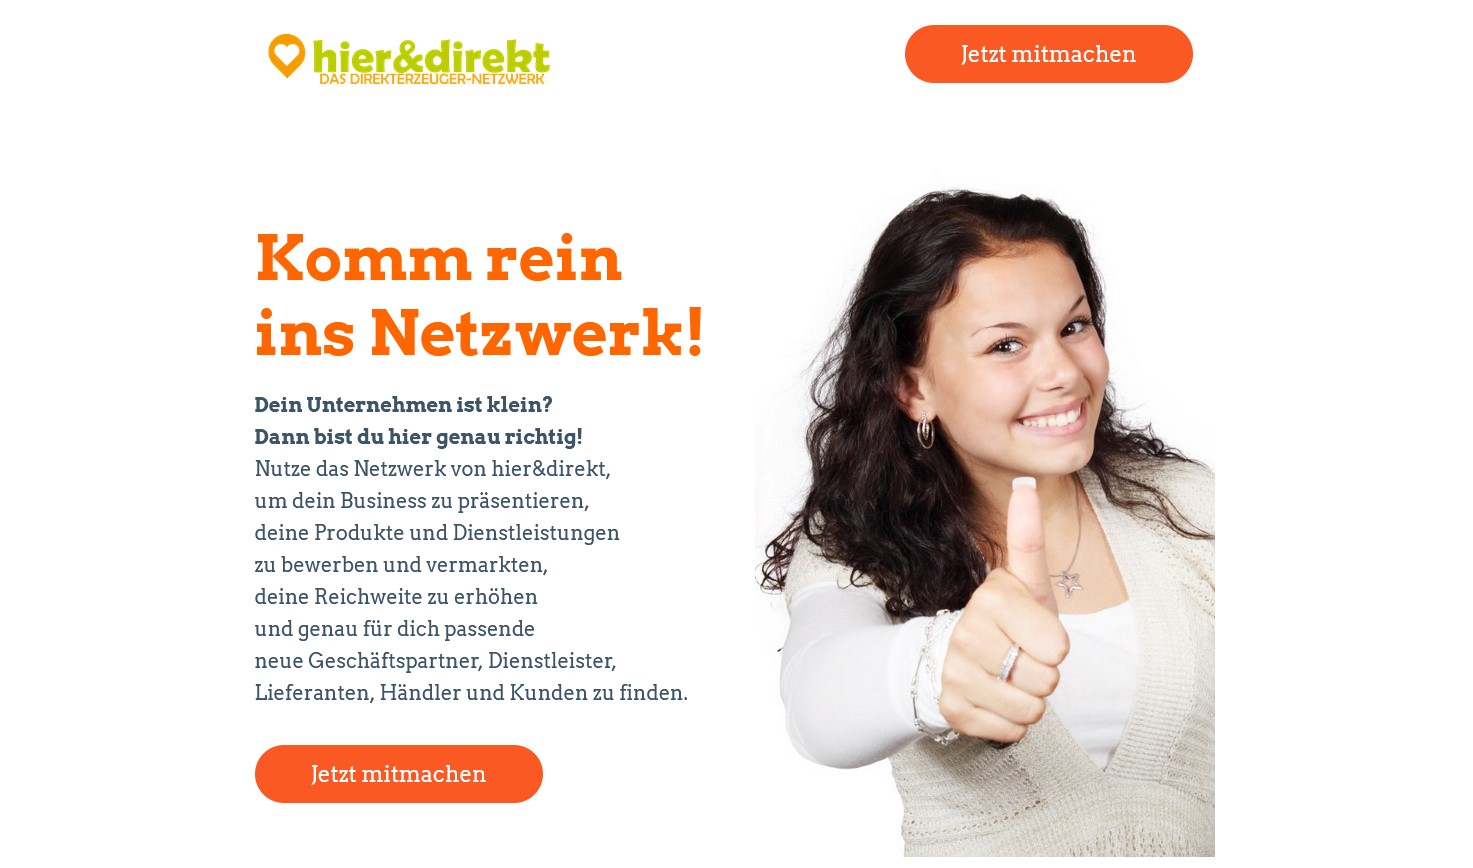 hier&direkt
DAS DIREKTERZEUGER-NETZWERK
Jetzt mitmachen
Komm rein
ins Netzwerk!
Dein Unternehmen ist klein?
Dann bist du hier genau richtig!
Nutze das Netzwerk von hier&direkt,
um dein Business zu präsentieren,
deine Produkte und Dienstleistungen
zu bewerben und vermarkten,
deine Reichweite zu erhöhen
und genau für dich passende
neue Geschäftspartner, Dienstleister,
Lieferanten, Händler und Kunden zu finden.
Jetzt mitmachen